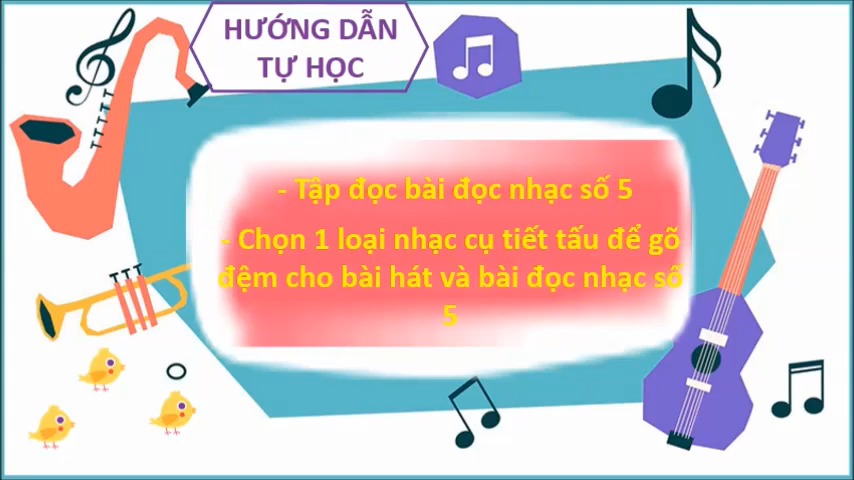 HƯỚNG DẪN
TỰ HỌC
- Tập đọc bài đọc nhạc số 5
- Chọn 1 loại nhạc cụ tiết tấu để gõ
đệm cho bài hát và bài đọc nhạc số
5